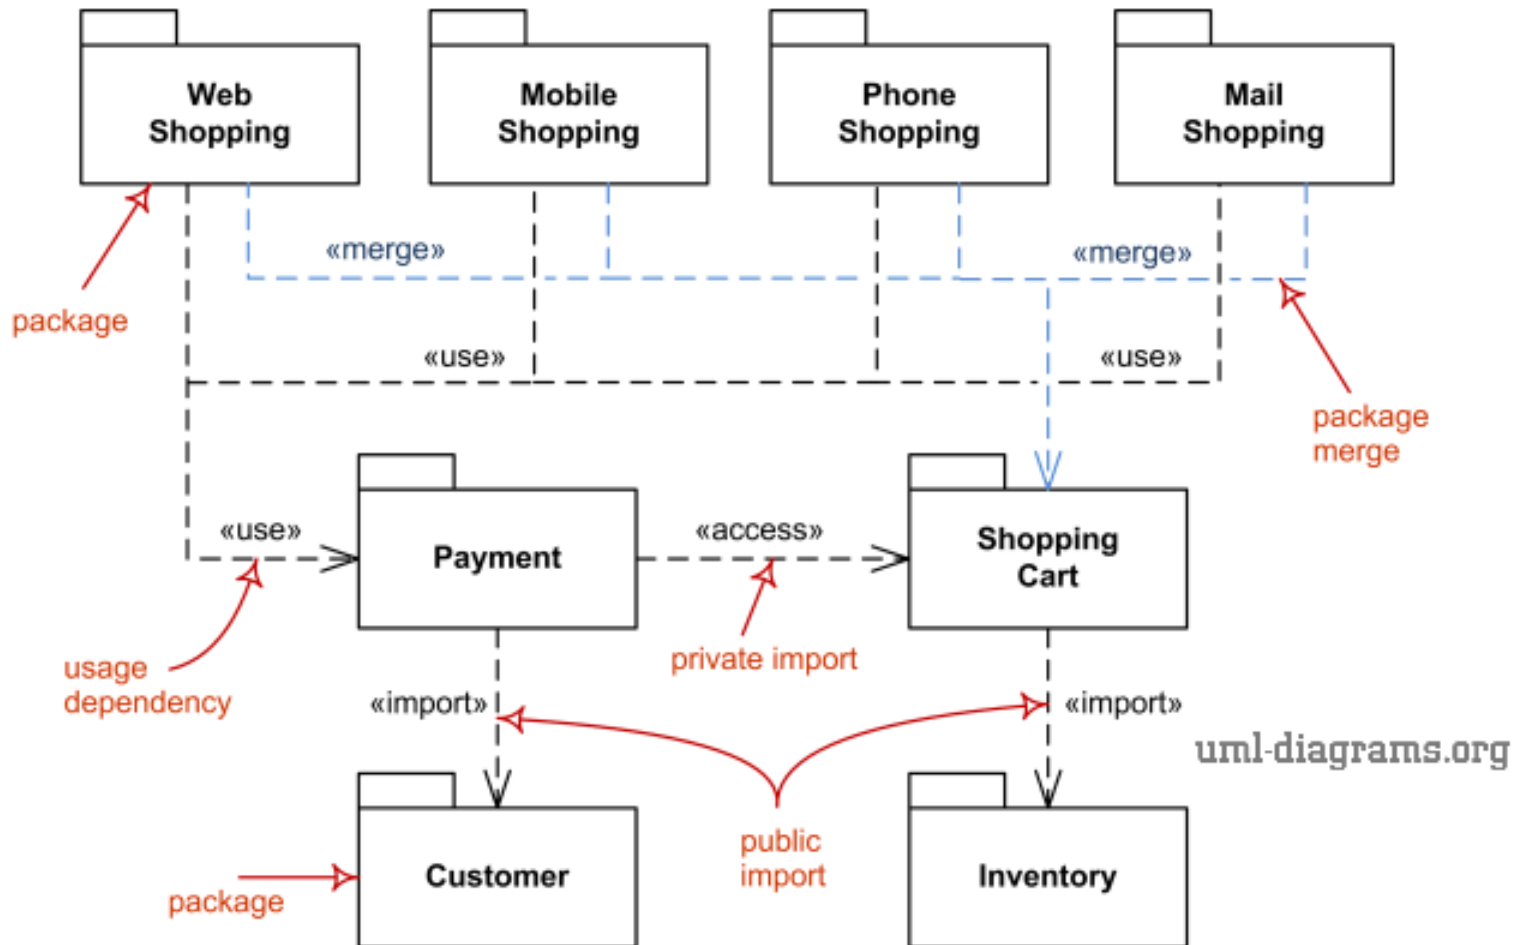 Web
Shopping
Mobile
Shopping
Phone
Shopping
Mail
Shopping
«merge»
«merge»
package
«use»
«use»
package
merge
«use»
Payment
«access»
Shopping
Cart
usage
dependency
private import
«import»
«import»
uml-diagrams.org
public
import
Customer
Inventory
package